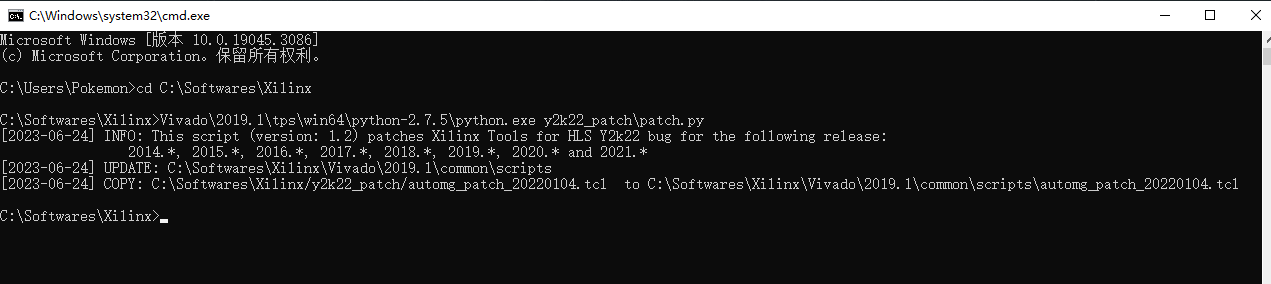 C:\Windows\system32\cmd.exe
Microsoft Windows [版本 10.0.19045.3086]
(c) Microsoft Corporation。保留所有权利。
C:\Users\Pokemon>cd C:\Softwares\Xilinx
C:\Softwares\Xilinx>Vivado\2019.1\tps\win64\python-2.7.5\python.exe y2k22_patch\patch.py
[2023-06-24] INFO: This script (version: 1.2) patches Xilinx Tools for HLS Y2k22 bug for the following release:
2014.*, 2015.*, 2016.*, 2017.*, 2018.*, 2019.*, 2020.* and 2021.*
[2023-06-24] UPDATE: C:\Softwares\Xilinx\Vivado\2019.1\common\scripts
[2023-06-24] COPY: C:\Softwares\Xilinx/y2k22_patch/automg_patch_20220104.tcl  to C:\Softwares\Xilinx\Vivado\2019.1\common\scripts\automg_patch_20220104.tcl
C:\Softwares\Xilinx>